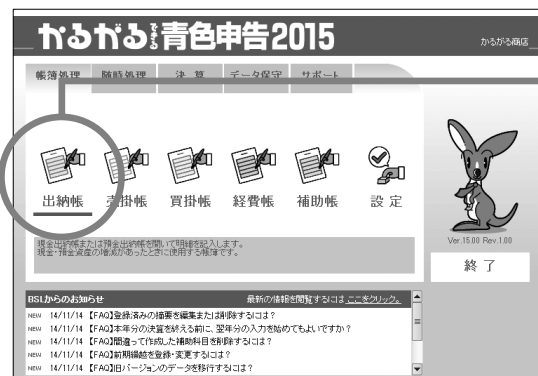 かるがるできる青色申告2015
かるがる商店
帳簿処理 随時処理 決 算 データ保守 サポート
出納帳 売掛帳 買掛帳 経費帳 補助帳 設 定
現金出納帳または預金出納帳を開いて明細を記入します。
現金・預金資産の増減があったときに使用する帳簿です。
Ver.15.00 Rev.1.00
終 了
BSLからのお知らせ 最新の情報を閲覧するには ここをクリック。
NEW 14/11/14 【FAQ】登録済みの摘要を編集または削除するには？
NEW 14/11/14 【FAQ】本年分の決算を終える前に、翌年分の入力を始めてもよいですか？
NEW 14/11/14 【FAQ】間違って作成した補助科目を削除するには？
NEW 14/11/14 【FAQ】前期繰越を登録・変更するには？
NEW 14/11/14 【FAQ】旧バージョンのデータを移行するには？